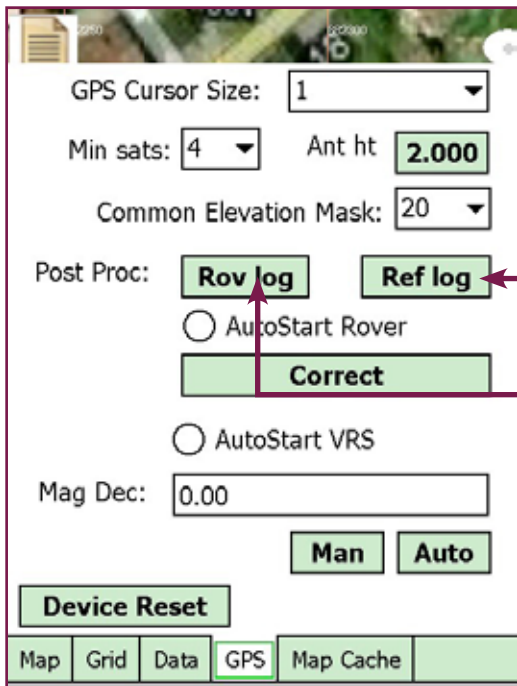 GPS Cursor Size: 1
Min sats: 4 Ant ht 2.000
Common Elevation Mask: 20
Post Proc: Rov log Ref log
AutoStart Rover
Correct
AutoStart VRS
Mag Dec: 0.00
Man Auto
Device Reset
Map Grid Data GPS Map Cache